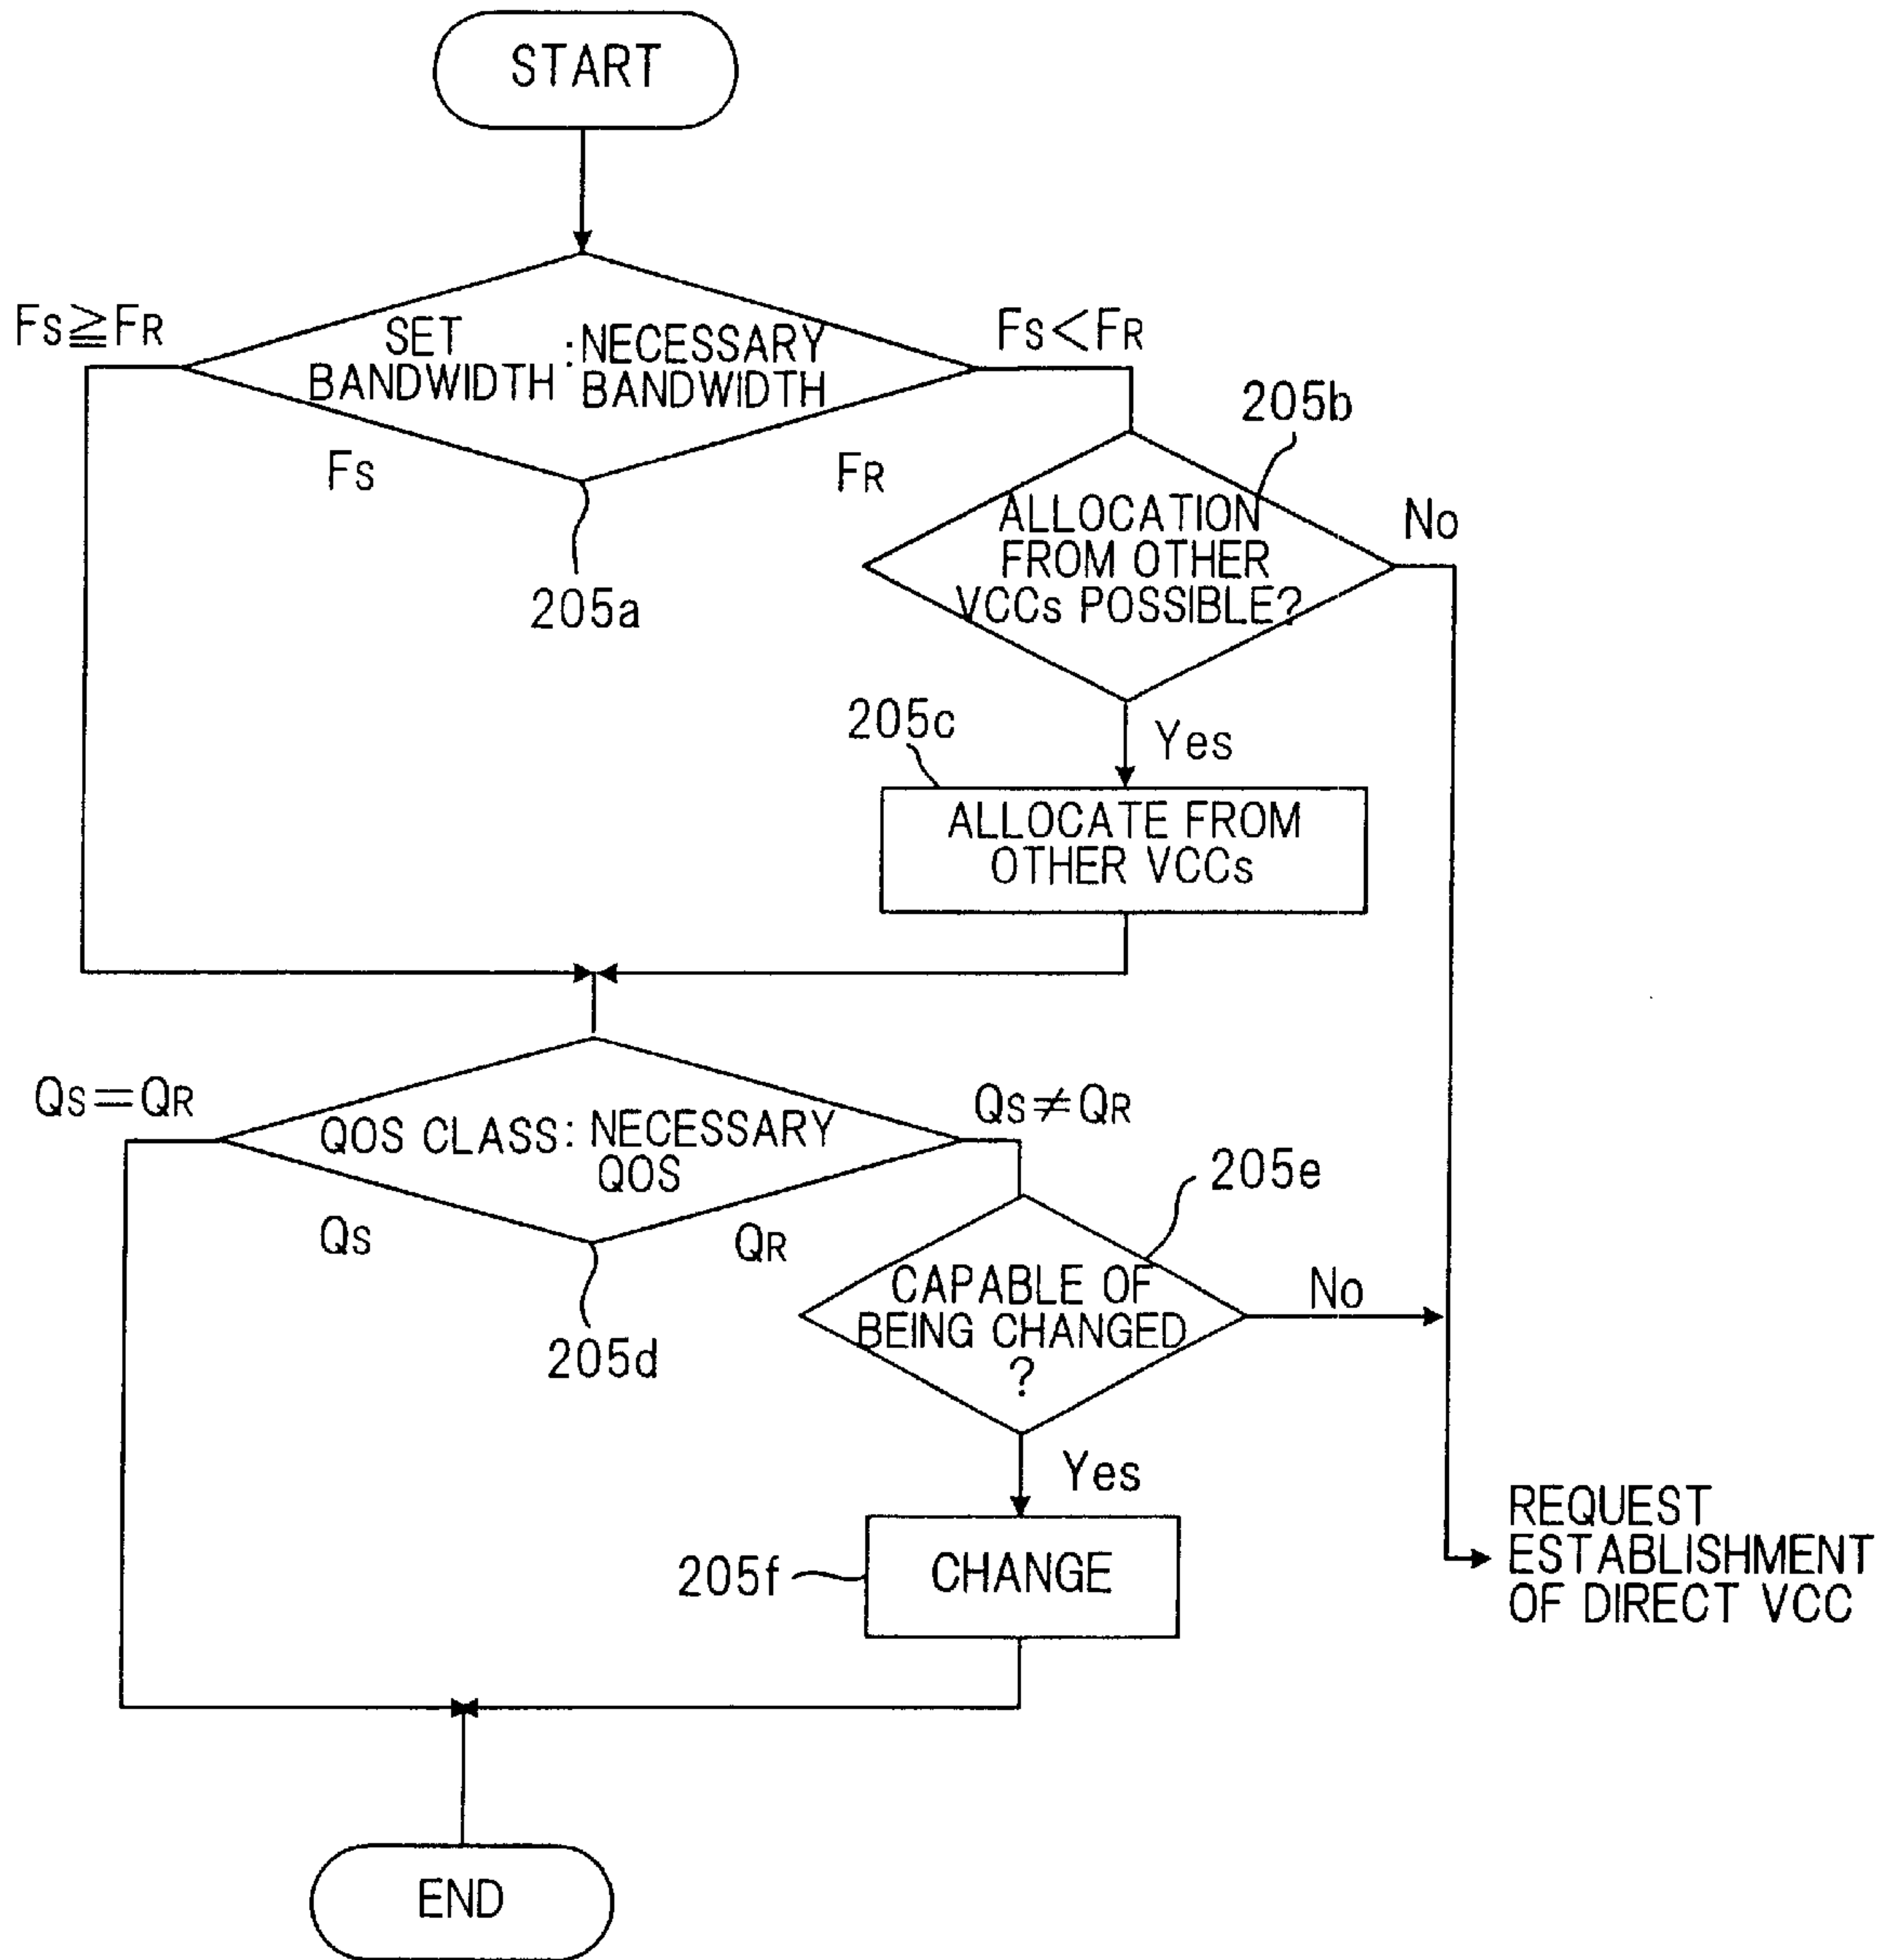 START
Fs≧FR
SET BANDWIDTH
:
NECESSARY BANDWIDTH
Fs<FR
Fs
FR
205a
205b
ALLOCATION
FROM OTHER
VCCs POSSIBLE?
No
Yes
205c
ALLOCATE FROM
OTHER VCCs
Qs=QR
QOS CLASS: NECESSARY
QOS
Qs≠QR
Qs
QR
205d
205e
CAPABLE OF
BEING CHANGED
?
No
Yes
205f
CHANGE
REQUEST
ESTABLISHMENT
OF DIRECT VCC
END